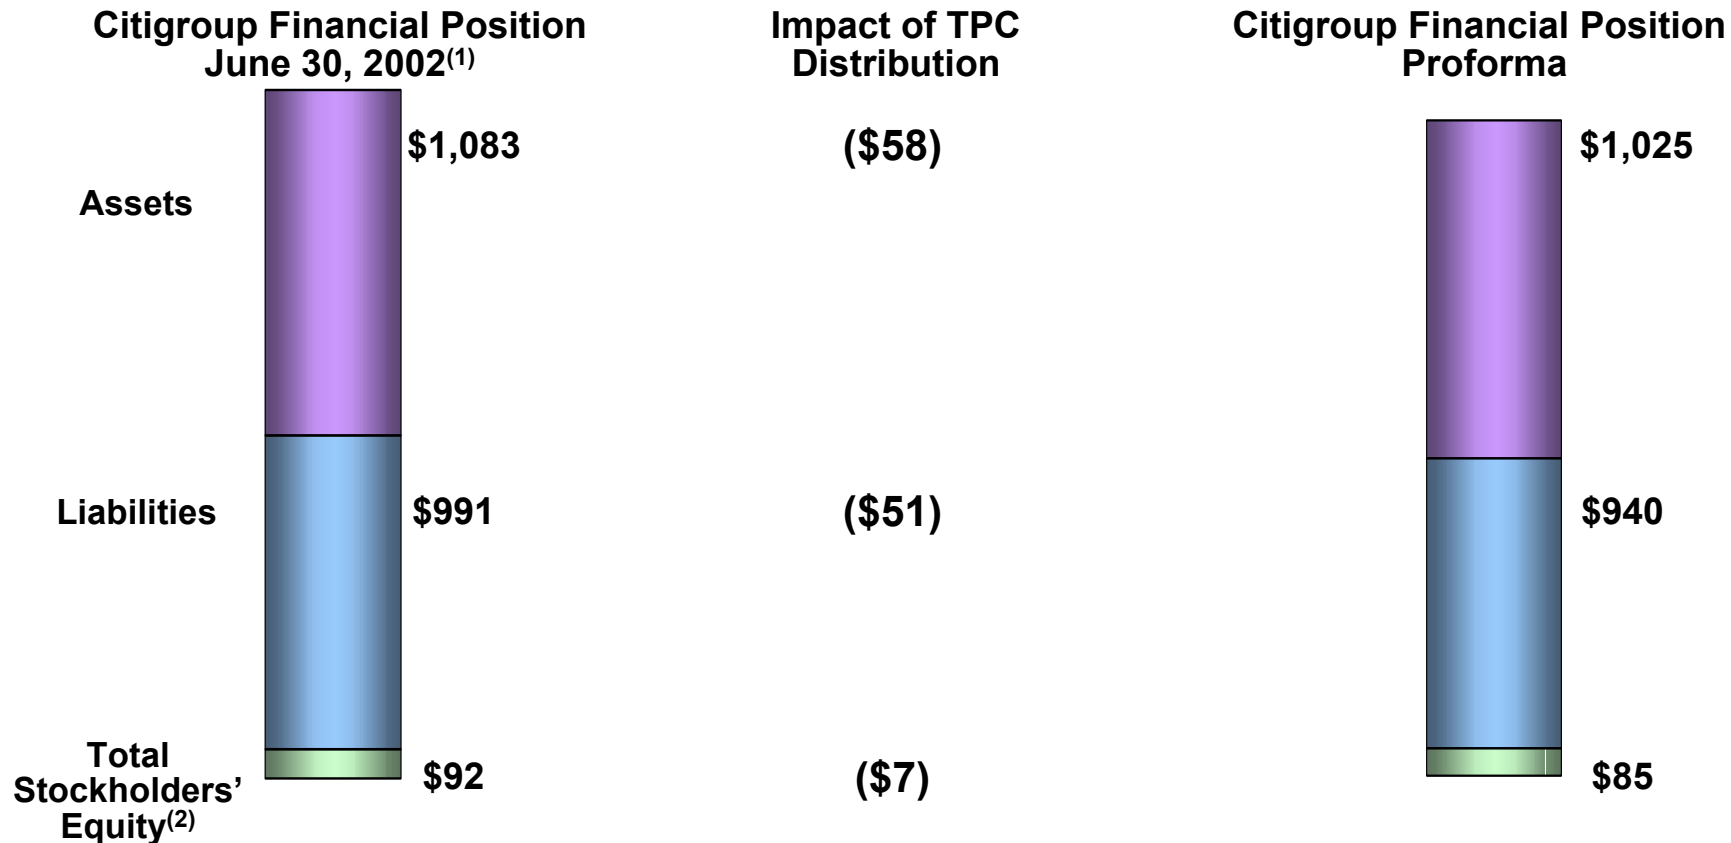 Citigroup Financial Position
June 30, 2002(1)
Impact of TPC
Distribution
Citigroup Financial Position
Proforma
Assets
$1,083
($58)
$1,025
Liabilities
$991
($51)
$940
Total
Stockholders’
Equity(2)
$92
($7)
$85